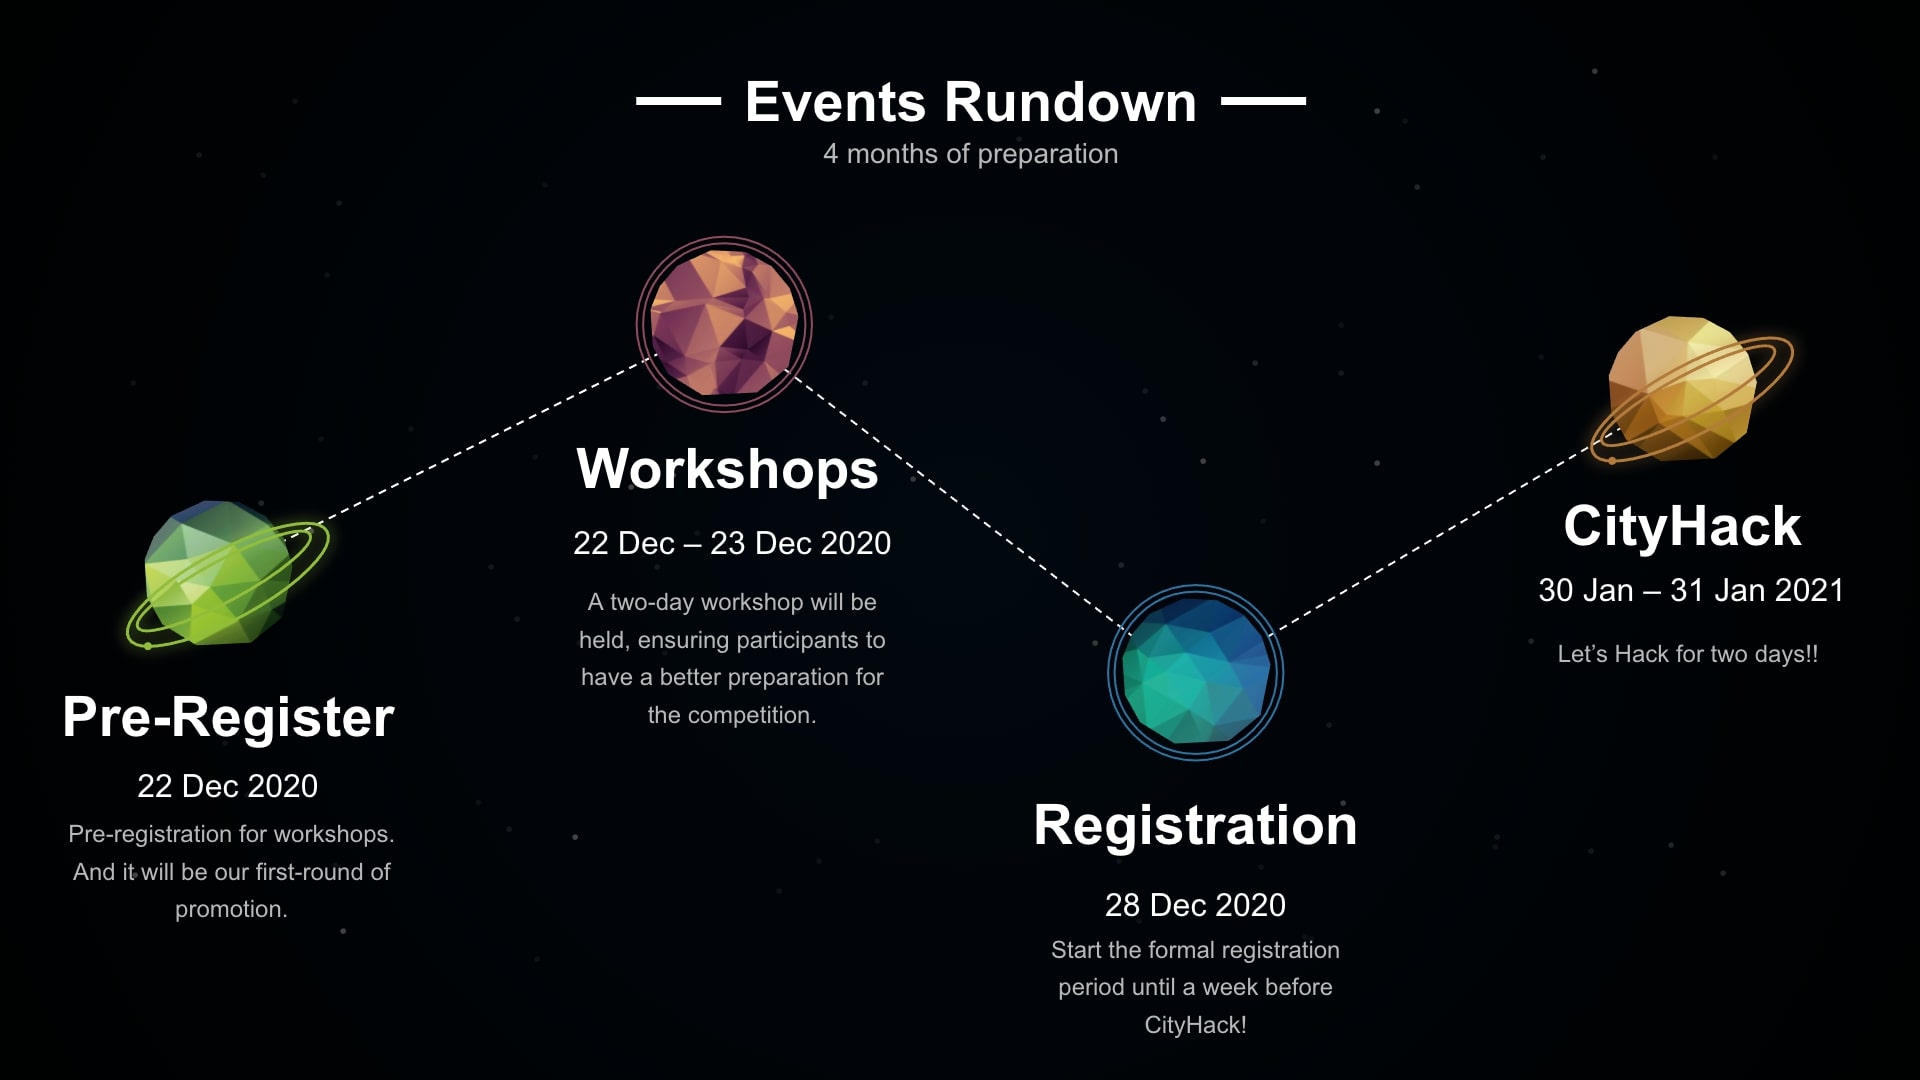 Events Rundown
4 months of preparation
Pre-Register
22 Dec 2020
Pre-registration for workshops.
And it will be our first-round of
promotion.
Workshops
22 Dec – 23 Dec 2020
A two-day workshop will be
held, ensuring participants to
have a better preparation for
the competition.
Registration
28 Dec 2020
Start the formal registration
period until a week before
CityHack!
CityHack
30 Jan – 31 Jan 2021
Let’s Hack for two days!!